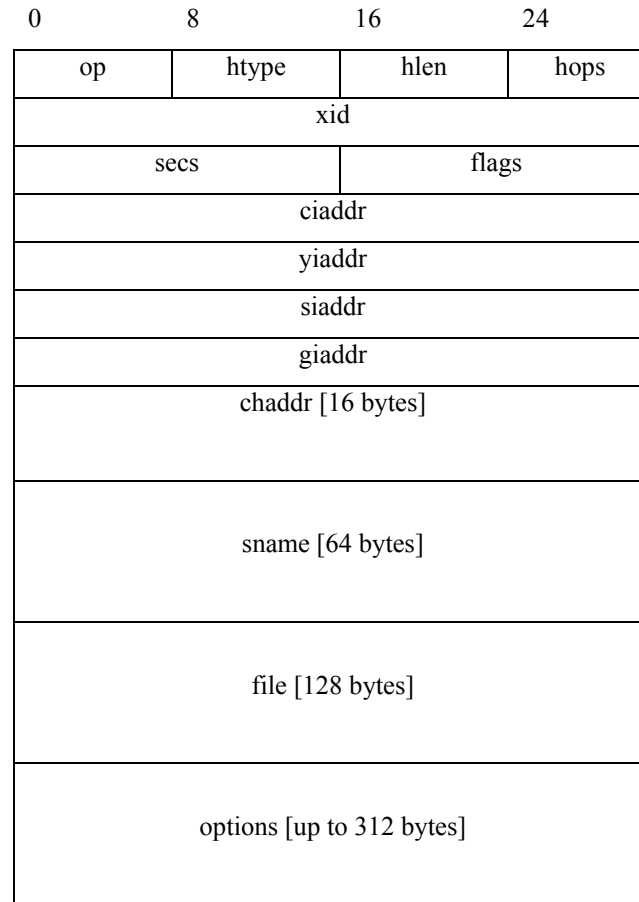 0 8 16 24
op htype hlen hops
xid
secs flags
ciaddr
yiaddr
siaddr
giaddr
chaddr [16 bytes]
sname [64 bytes]
file [128 bytes]
options [up to 312 bytes]